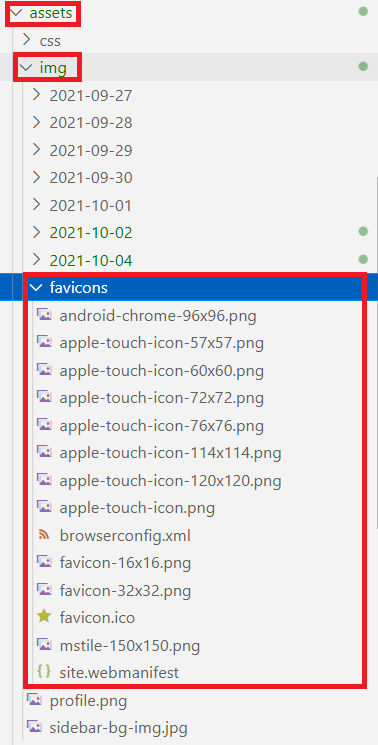 assets
css
img
2021-09-27
2021-09-28
2021-09-29
2021-09-30
2021-10-01
2021-10-02
2021-10-04
favicons
android-chrome-96x96.png
apple-touch-icon-57x57.png
apple-touch-icon-60x60.png
apple-touch-icon-72x72.png
apple-touch-icon-76x76.png
apple-touch-icon-114x114.png
apple-touch-icon-120x120.png
apple-touch-icon.png
browserconfig.xml
favicon-16x16.png
favicon-32x32.png
favicon.ico
mstile-150x150.png
site.webmanifest
profile.png
sidebar-bg-img.jpg